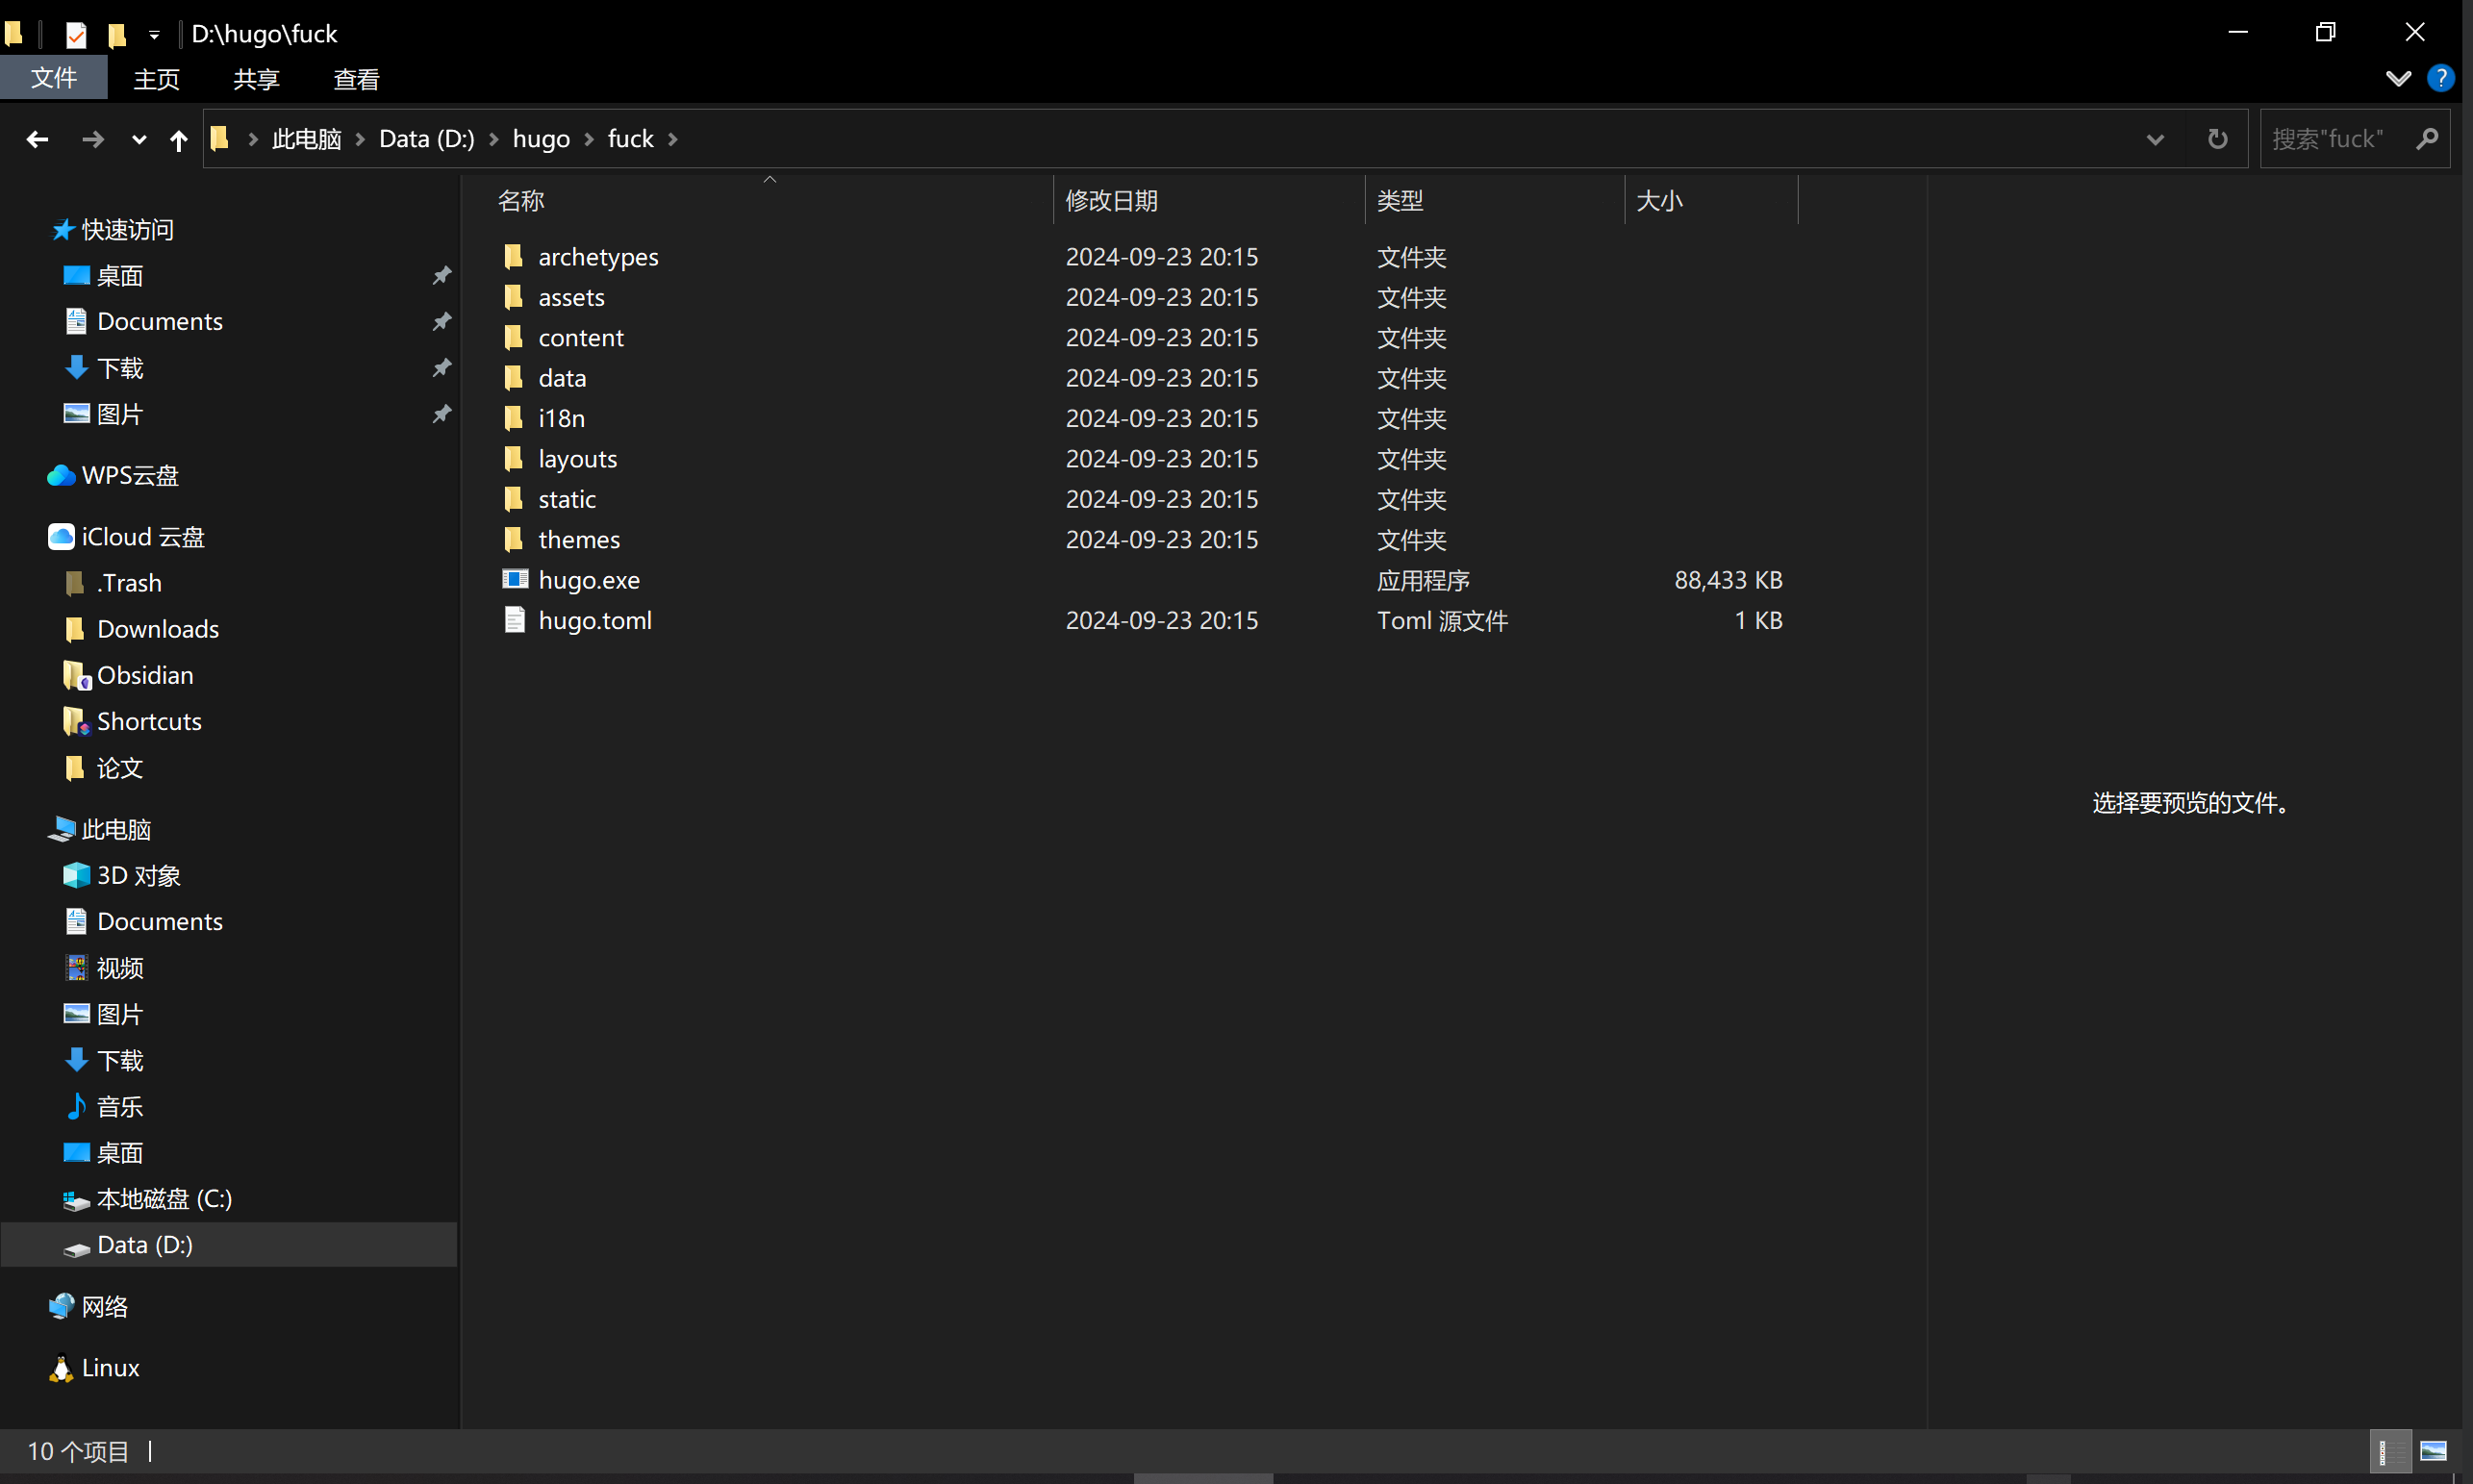 D:\hugo\fuck
文件 主页 共享 查看
此电脑 Data (D:) hugo fuck
搜索"fuck"
名称 修改日期 类型 大小
快速访问
桌面
Documents
下载
图片
WPS云盘
iCloud 云盘
.Trash
Downloads
Obsidian
Shortcuts
论文
此电脑
3D 对象
Documents
视频
图片
下载
音乐
桌面
本地磁盘 (C:)
Data (D:)
网络
Linux
archetypes 2024-09-23 20:15 文件夹
assets 2024-09-23 20:15 文件夹
content 2024-09-23 20:15 文件夹
data 2024-09-23 20:15 文件夹
i18n 2024-09-23 20:15 文件夹
layouts 2024-09-23 20:15 文件夹
static 2024-09-23 20:15 文件夹
themes 2024-09-23 20:15 文件夹
hugo.exe 应用程序 88,433 KB
hugo.toml 2024-09-23 20:15 Toml 源文件 1 KB
选择要预览的文件。
10 个项目